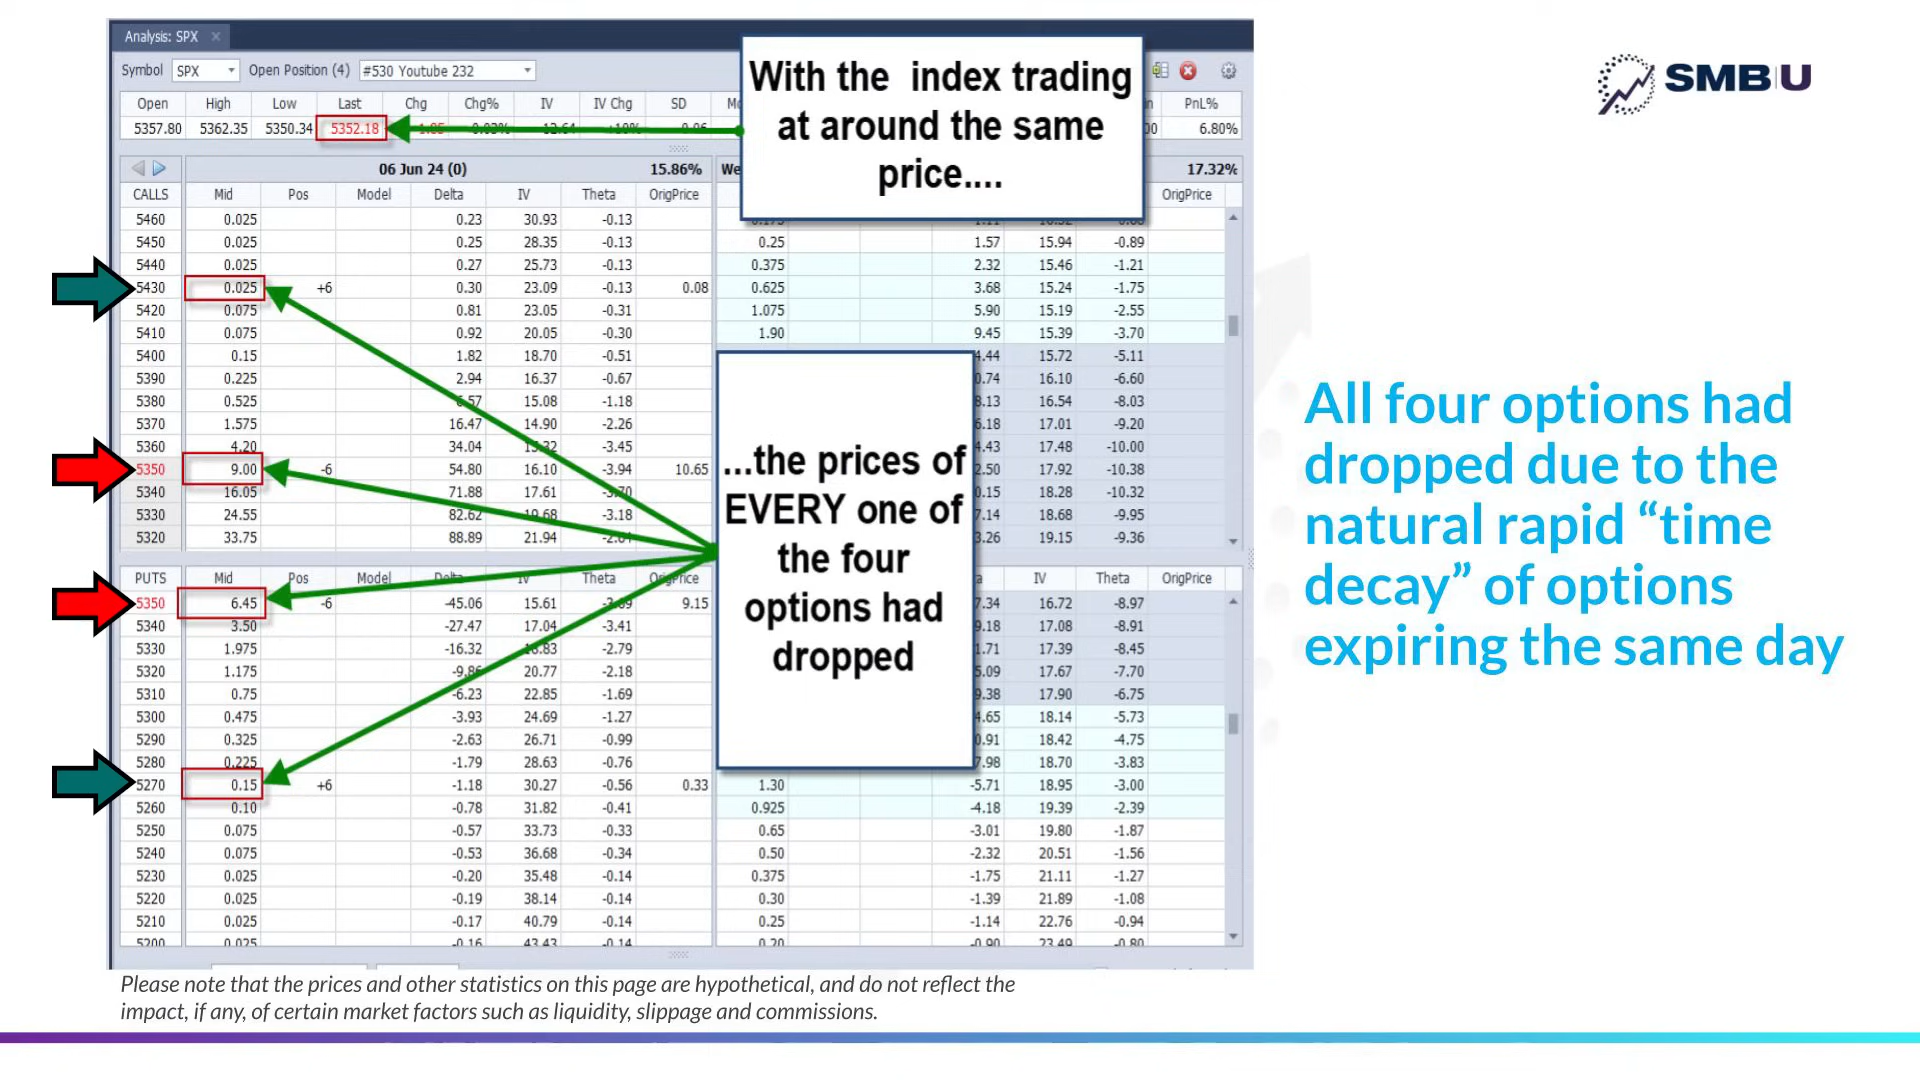 Analysis: SPX
Symbol SPX Open Position (4) #530 Youtube 232
Open High Low Last Chg Chg% IV IV Chg SD PnL%
5357.80 5362.35 5350.34 5352.18 6.80%
With the index trading
at around the same
price....
SMB U
06 Jun 24 (0) 15.86% 17.32%
CALLS Mid Pos Model Delta IV Theta OrigPrice OrigPrice
5460 0.025 0.23 30.93 -0.13
5450 0.025 0.25 28.35 -0.13 0.25 1.57 15.94 -0.89
5440 0.025 0.27 25.73 -0.13 0.375 2.32 15.46 -1.21
5430 0.025 +6 0.30 23.09 -0.13 0.08 0.625 3.68 15.24 -1.75
5420 0.075 0.81 23.05 -0.31 1.075 5.90 15.19 -2.55
5410 0.075 0.92 20.05 -0.30 1.90 9.45 15.39 -3.70
5400 0.15 1.82 18.70 -0.51 15.72 -5.11
5390 0.225 2.94 16.37 -0.67 16.10 -6.60
5380 0.525 15.08 -1.18 16.54 -8.03
5370 1.575 16.47 14.90 -2.26 17.01 -9.20
5360 4.20 34.04 -3.45 17.48 -10.00
5350 9.00 -6 54.80 16.10 -3.94 10.65 17.92 -10.38
5340 16.05 71.88 17.61 18.28 -10.32
5330 24.55 82.62 -3.18 18.68 -9.95
5320 33.75 88.89 21.94 19.15 -9.36
...the prices of
EVERY one of
the four
options had
dropped
PUTS Mid Pos Model Theta OrigPrice IV Theta OrigPrice
5350 6.45 -6 -45.06 15.61 9.15 16.72 -8.97
5340 3.50 -27.47 17.04 -3.41 17.08 -8.91
5330 1.975 -16.32 -2.79 17.39 -8.45
5320 1.175 20.77 -2.18 17.67 -7.70
5310 0.75 -6.23 22.85 -1.69 17.90 -6.75
5300 0.475 -3.93 24.69 -1.27 18.14 -5.73
5290 0.325 -2.63 26.71 -0.99 18.42 -4.75
5280 0.225 -1.79 28.63 -0.76 18.70 -3.83
5270 0.15 +6 -1.18 30.27 -0.56 0.33 1.30 -5.71 18.95 -3.00
5260 0.10 -0.78 31.82 -0.41 0.925 -4.18 19.39 -2.39
5250 0.075 -0.57 33.73 -0.33 0.65 -3.01 19.80 -1.87
5240 0.075 -0.53 36.68 -0.34 0.50 -2.32 20.51 -1.56
5230 0.025 -0.20 35.48 -0.14 0.375 -1.75 21.11 -1.27
5220 0.025 -0.19 38.14 -0.14 0.30 -1.39 21.89 -1.08
5210 0.025 -0.17 40.79 -0.14 0.25 -1.14 22.76 -0.94
5200 0.025 -0.16 43.43 -0.14 0.20 -0.90 23.49 -0.80
All four options had
dropped due to the
natural rapid “time
decay” of options
expiring the same day
Please note that the prices and other statistics on this page are hypothetical, and do not reflect the
impact, if any, of certain market factors such as liquidity, slippage and commissions.